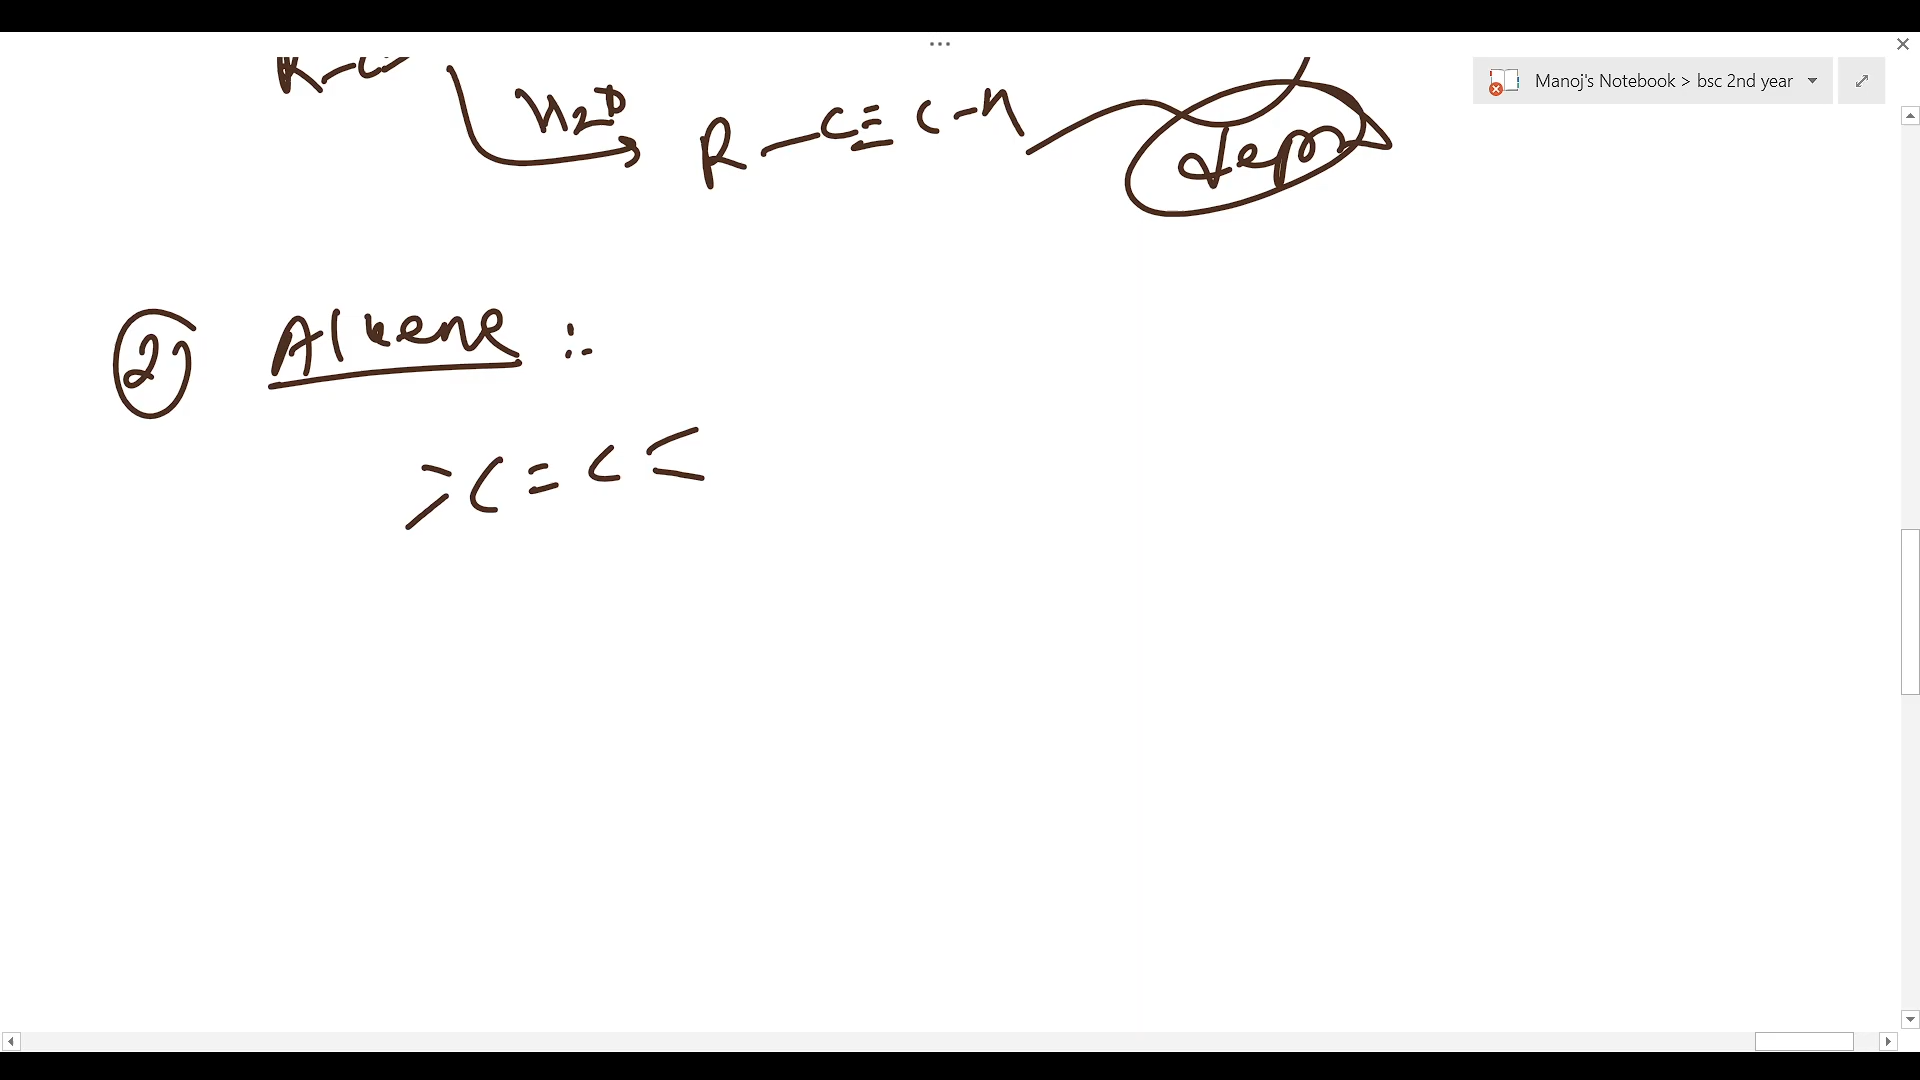 Manoj's Notebook > bsc 2nd year
H2O
R-C≡C-H
2) Alkene :-
>C=C<